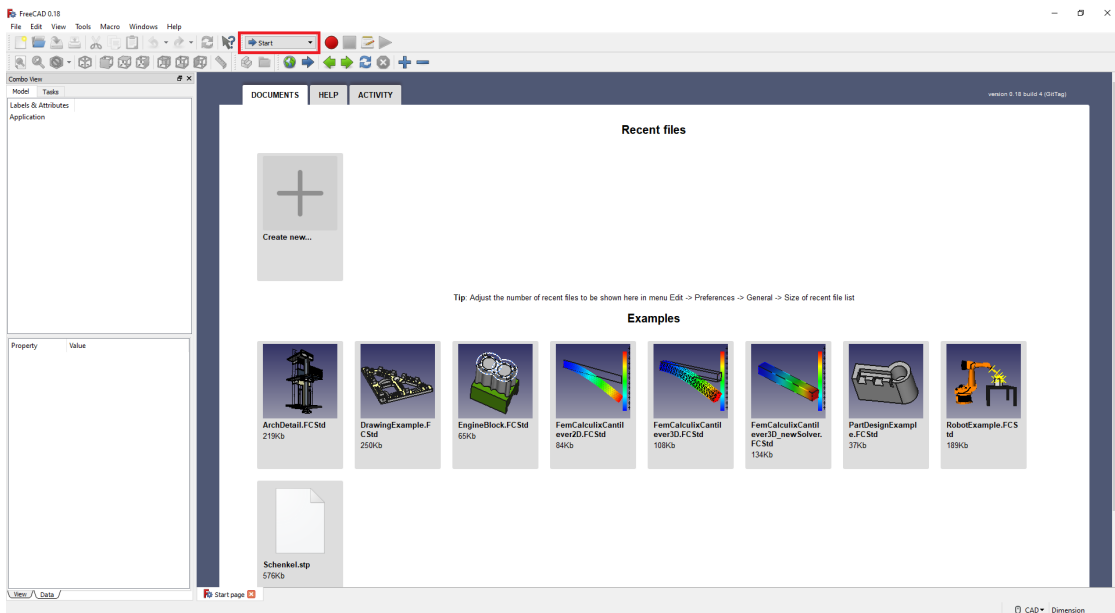 FreeCAD 0.18
File Edit View Tools Macro Windows Help
Start
Combo View
Model Tasks
Labels & Attributes
Application
Property Value
View Data
DOCUMENTS HELP ACTIVITY
version 0.18 build 4 (GitTag)
Recent files
Create new...
Tip: Adjust the number of recent files to be shown here in menu Edit -> Preferences -> General -> Size of recent file list
Examples
ArchDetail.FCStd
219Kb
DrawingExample.F
CStd
250Kb
EngineBlock.FCStd
65Kb
FemCalculixCantil
ever2D.FCStd
84Kb
FemCalculixCantil
ever3D.FCStd
108Kb
FemCalculixCantil
ever3D_newSolver.
FCStd
134Kb
PartDesignExampl
e.FCStd
37Kb
RobotExample.FCS
td
189Kb
Schenkel.stp
576Kb
Start page
CAD Dimension